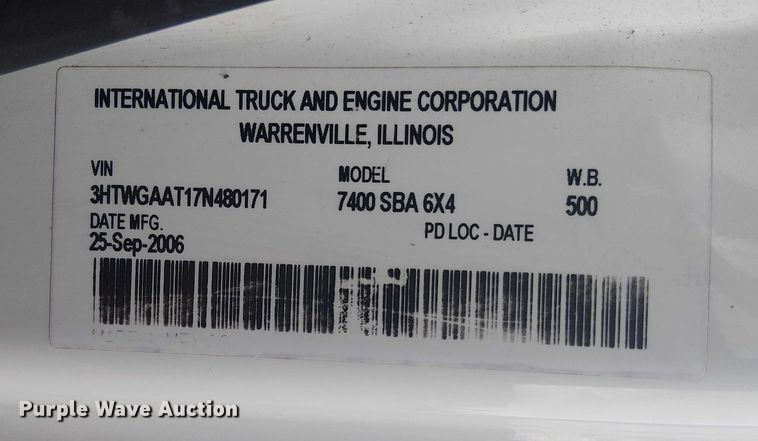 INTERNATIONAL TRUCK AND ENGINE CORPORATION
WARRENVILLE, ILLINOIS
VIN MODEL W.B.
3HTWGAAT17N480171 7400 SBA 6X4 500
DATE MFG. PD LOC - DATE
25-Sep-2006
Purple Wave Auction